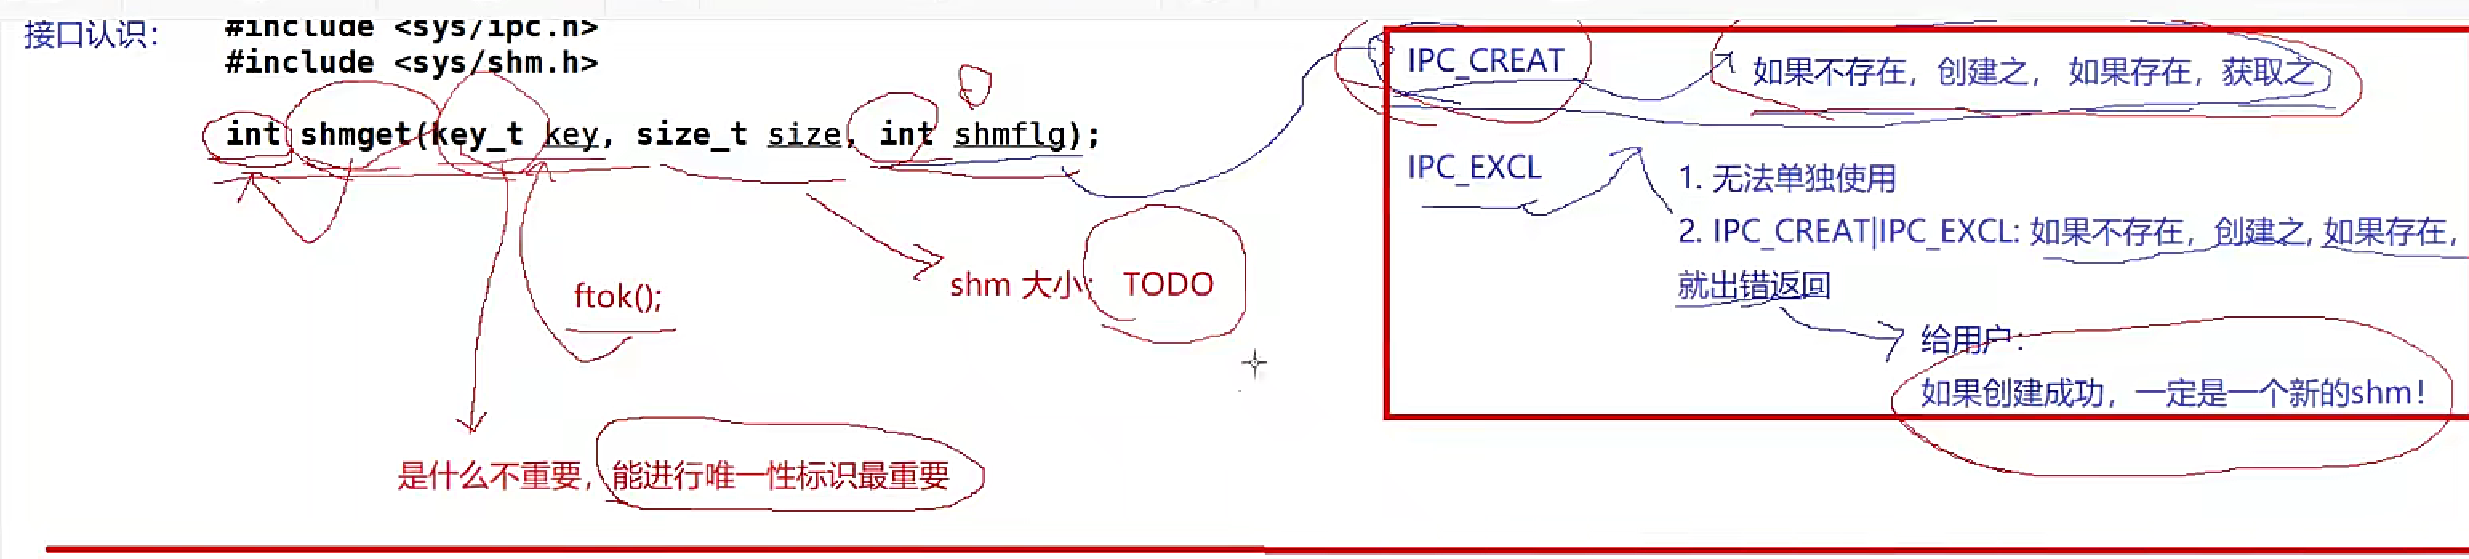 接口认识:
#include <sys/ipc.h>
#include <sys/shm.h>
int shmget(key_t key, size_t size, int shmflg);
ftok();
shm 大小: TODO
是什么不重要，能进行唯一性标识最重要
IPC_CREAT 如果不存在，创建之， 如果存在，获取之
IPC_EXCL
1. 无法单独使用
2. IPC_CREAT|IPC_EXCL: 如果不存在，创建之, 如果存在，
就出错返回
给用户:
如果创建成功，一定是一个新的shm!